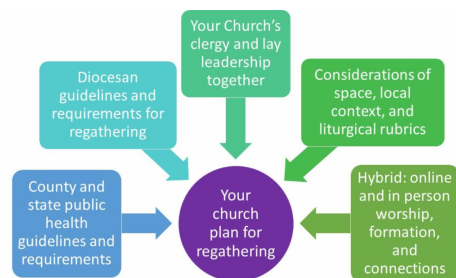 Your Church's
clergy and lay
leadership
together
Diocesan
guidelines and
requirements for
regathering
Considerations of
space, local
context, and
liturgical rubrics
County and
state public
health
guidelines and
requirements
Your
church
plan for
regathering
Hybrid: online
and in person
worship,
formation,
and
connections